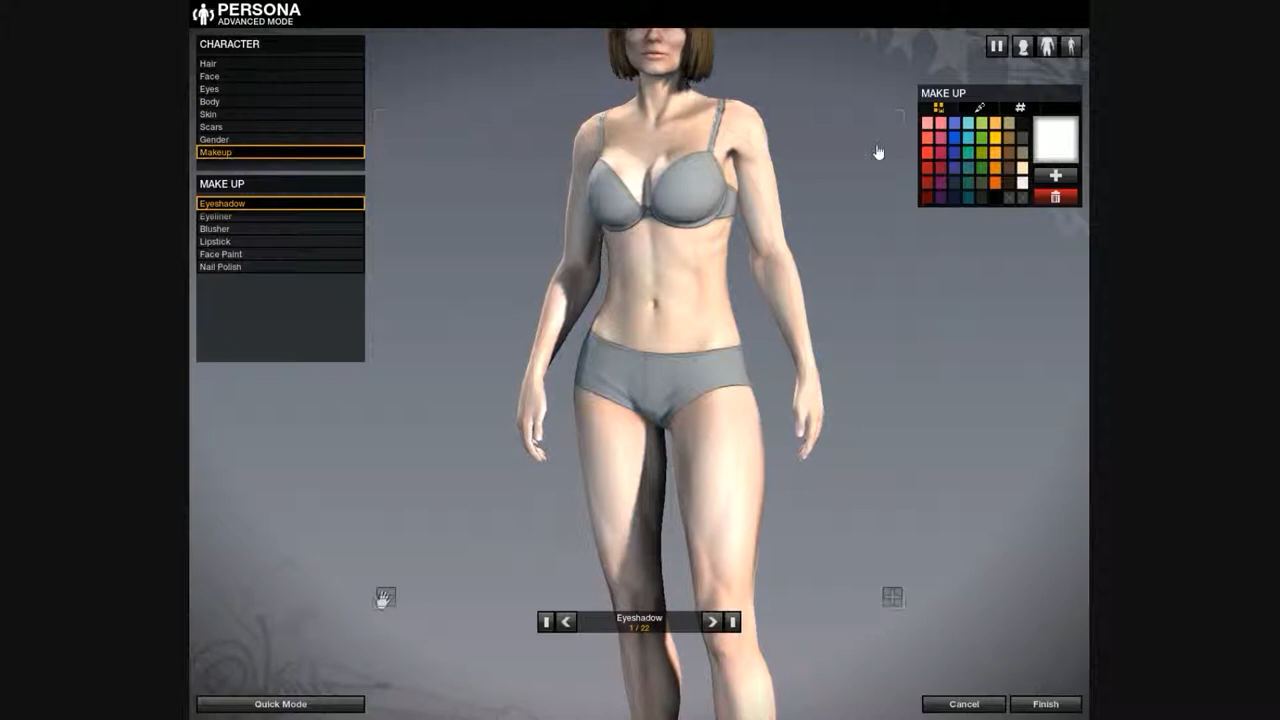 PERSONA
ADVANCED MODE
CHARACTER
Hair
Face
Eyes
Body
Skin
Scars
Gender
Makeup
MAKE UP
Eyeshadow
Eyeliner
Blusher
Lipstick
Face Paint
Nail Polish
MAKE UP
#
Eyeshadow
1 / 22
Quick Mode
Cancel
Finish